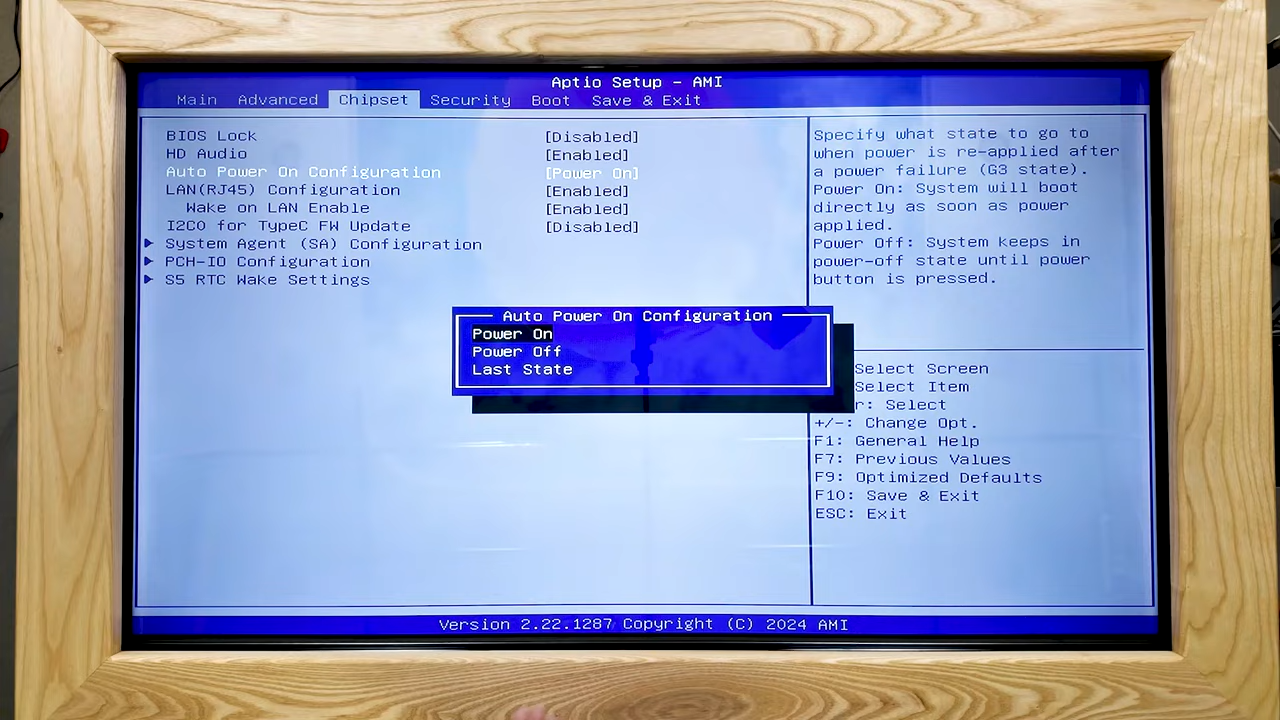 Aptio Setup - AMI
Main Advanced Chipset Security Boot Save & Exit
BIOS Lock [Disabled]
HD Audio [Enabled]
Auto Power On Configuration [Power On]
LAN(RJ45) Configuration [Enabled]
Wake on LAN Enable [Enabled]
I2C0 for TypeC FW Update [Disabled]
System Agent (SA) Configuration
PCH-IO Configuration
S5 RTC Wake Settings
Auto Power On Configuration
Power On
Power Off
Last State
Specify what state to go to
when power is re-applied after
a power failure (G3 state).
Power On: System will boot
directly as soon as power
applied.
Power Off: System keeps in
power-off state until power
button is pressed.
Select Screen
Select Item
r: Select
+/-: Change Opt.
F1: General Help
F7: Previous Values
F9: Optimized Defaults
F10: Save & Exit
ESC: Exit
Version 2.22.1287 Copyright (C) 2024 AMI